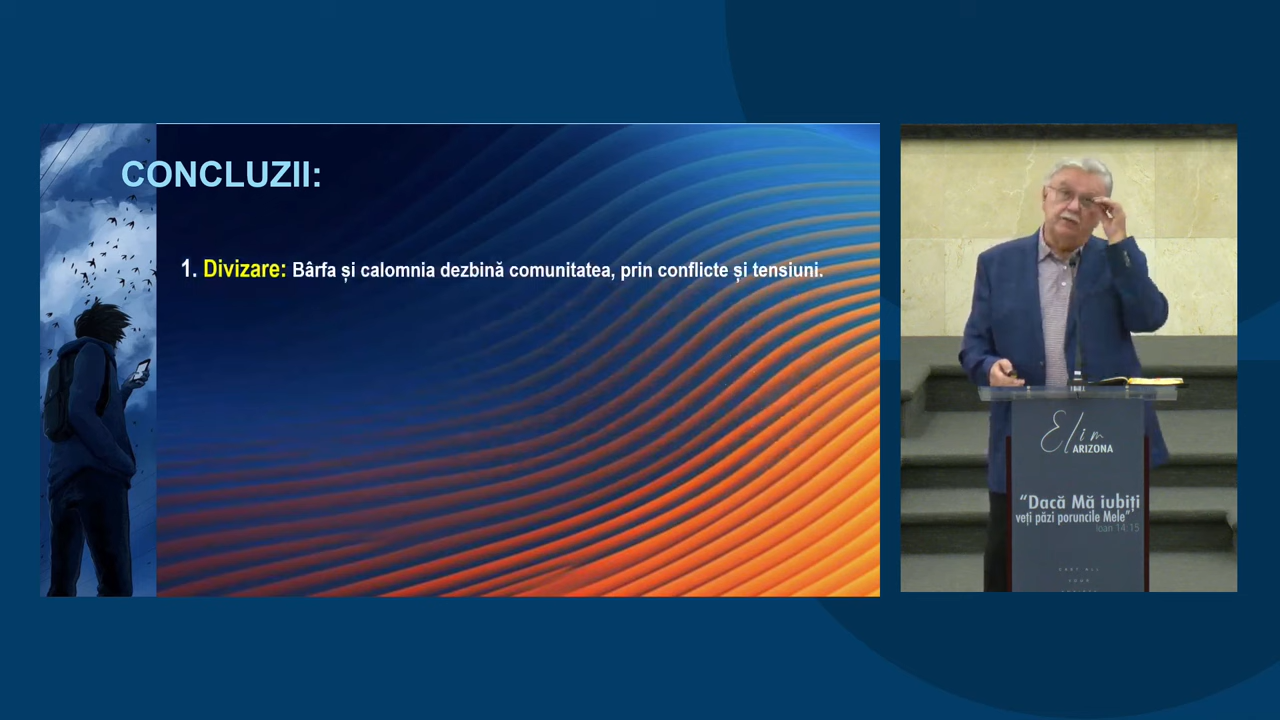 CONCLUZII:
1. Divizare: Bârfa și calomnia dezbină comunitatea, prin conflicte și tensiuni.
Elim
ARIZONA
“Dacă Mă iubiți
veți păzi poruncile Mele”
Ioan 14:15